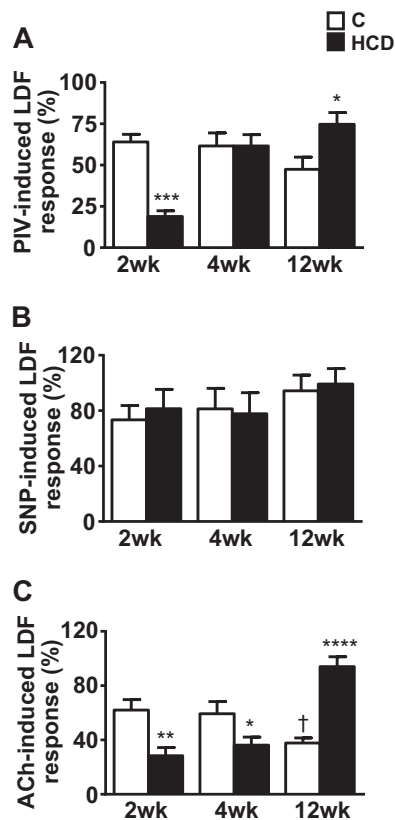 C
HCD
A
PIV-induced LDF
response (%)
100
75
50
25
0
***
*
2wk
4wk
12wk
B
SNP-induced LDF
response (%)
120
80
40
0
2wk
4wk
12wk
C
ACh-induced LDF
response (%)
120
80
40
0
**
*
†
****
2wk
4wk
12wk